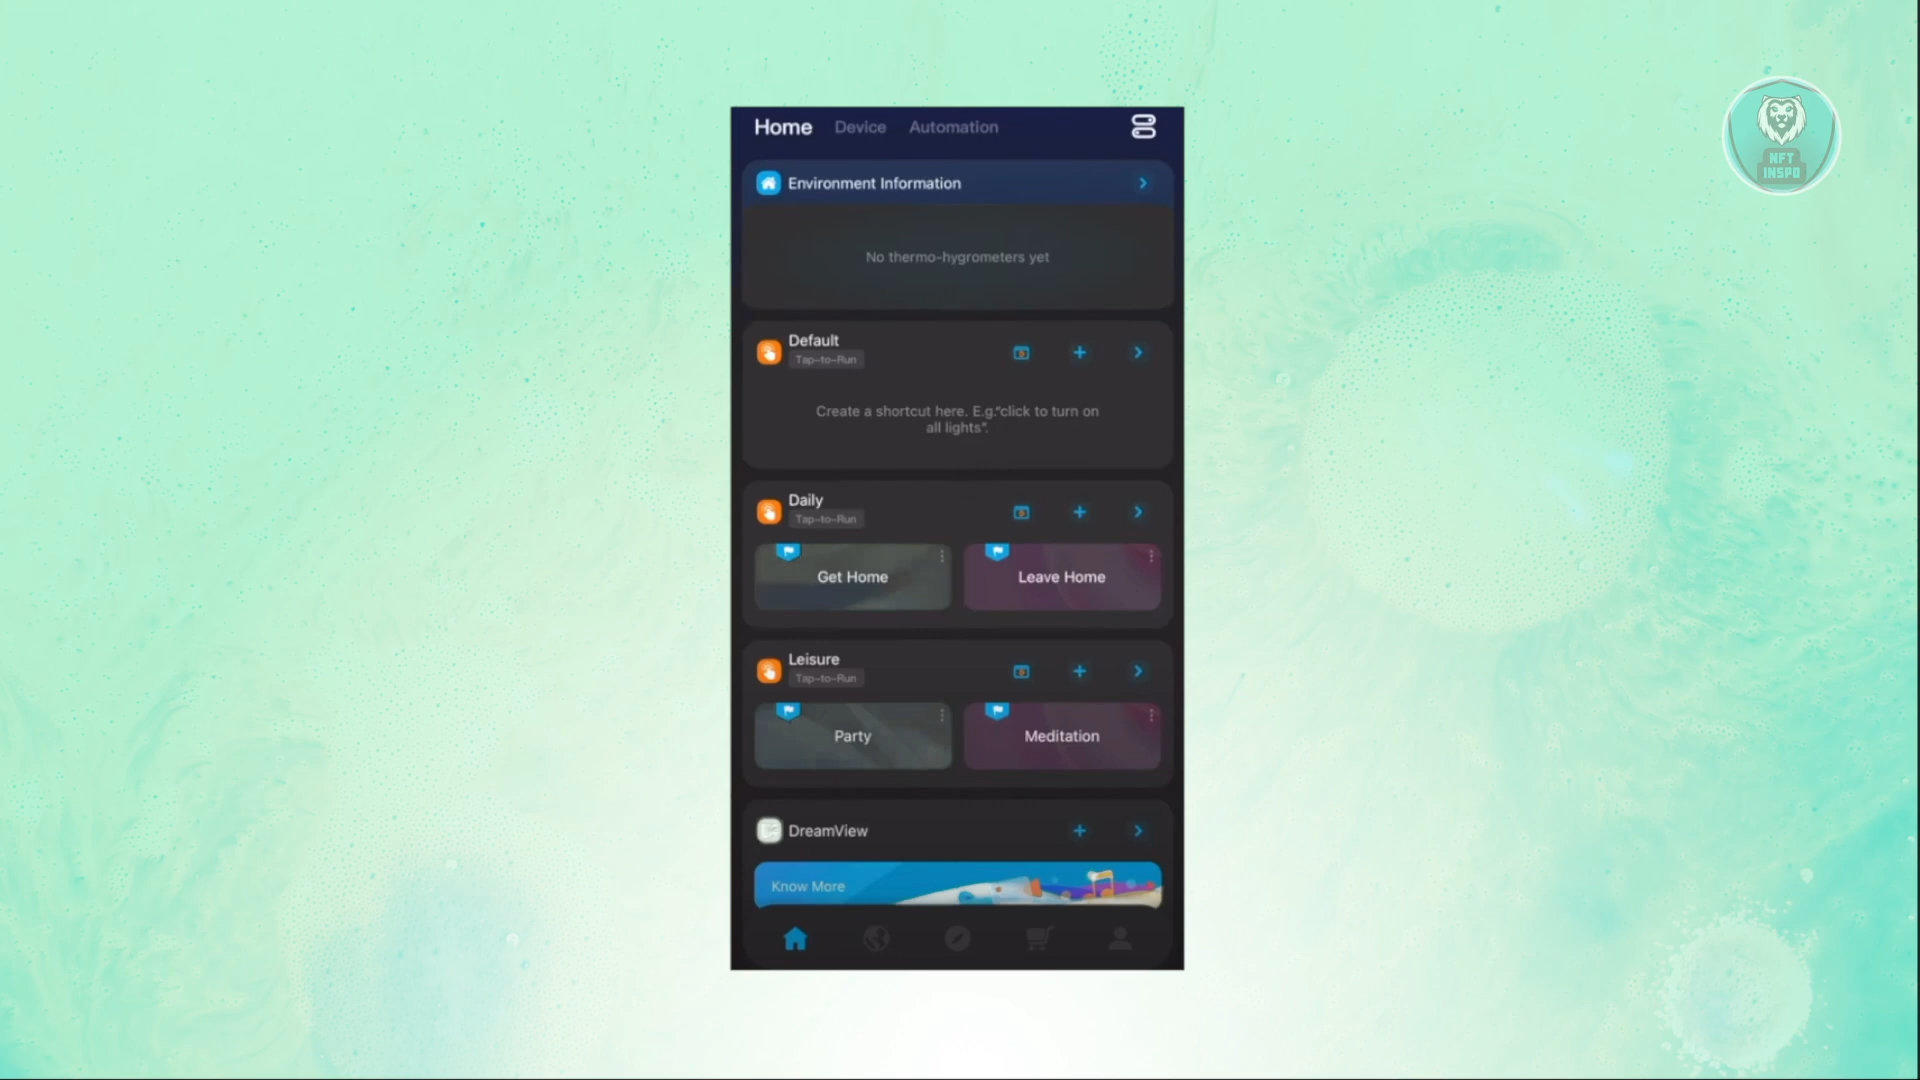 Home Device Automation
NFT
INSPO
Environment Information
No thermo-hygrometers yet
Default
Tap-to-Run
Create a shortcut here. E.g."click to turn on
all lights".
Daily
Tap-to-Run
Get Home Leave Home
Leisure
Tap-to-Run
Party Meditation
DreamView
Know More